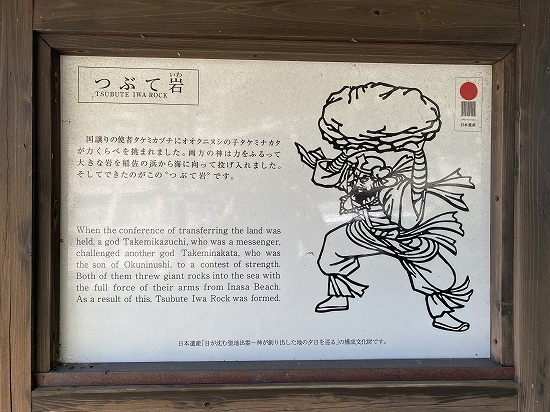 つぶて岩
いわ
TSUBUTE IWA ROCK
日本遺産
国譲りの使者タケミカヅチにオオクニヌシの子タケミナカタ
が力くらべを挑まれました。両方の神は力をふるって
大きな岩を稲佐の浜から海に向って投げ入れました。
そしてできたのがこの“つぶて岩”です。
When the conference of transferring the land was
held, a god Takemikazuchi, who was a messenger,
challenged another god Takeminakata, who was
the son of Okuninushi, to a contest of strength.
Both of them threw giant rocks into the sea with
the full force of their arms from Inasa Beach.
As a result of this, Tsubute Iwa Rock was formed.
日本遺産「日が沈む聖地出雲〜神が創り出した地の夕日を巡る」の構成文化財です。